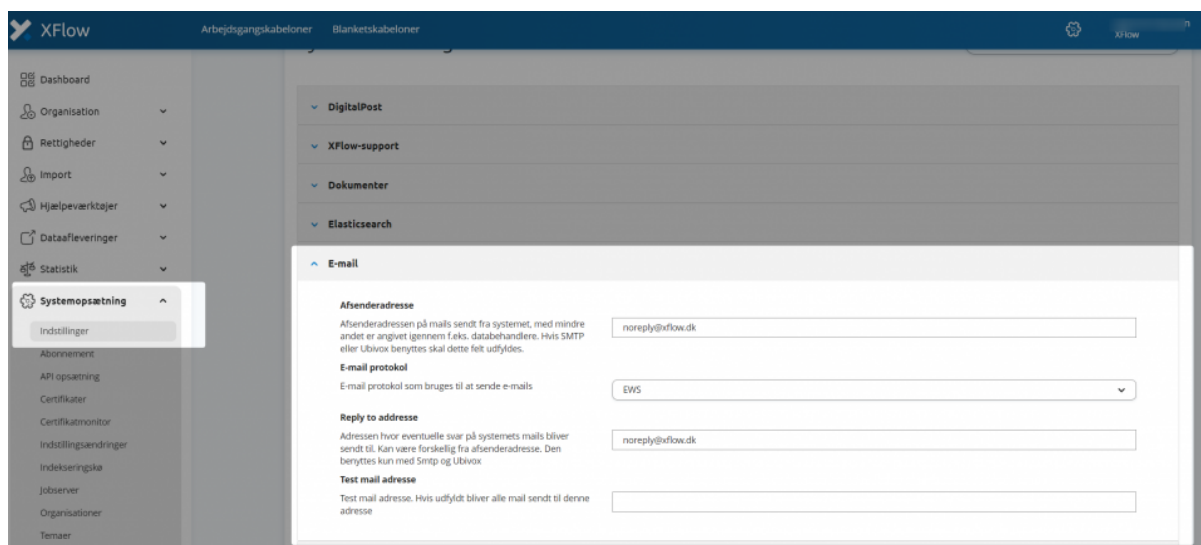 XFlow
Arbejdsgangskabeloner
Blanketskabeloner
XFlow
Dashboard
Organisation
Rettigheder
Import
Hjælpeværktøjer
Dataafleveringer
Statistik
Systemopsætning
Indstillinger
Abonnement
API opsætning
Certifikater
Certifikatmonitor
Indstillingsændringer
Indekseringskø
Jobserver
Organisationer
Temaer
DigitalPost
XFlow-support
Dokumenter
Elasticsearch
E-mail
Afsenderadresse
Afsenderadressen på mails sendt fra systemet, med mindre
andet er angivet igennem f.eks. databehandlere. Hvis SMTP
eller Ubivox benyttes skal dette felt udfyldes.
noreply@xflow.dk
E-mail protokol
E-mail protokol som bruges til at sende e-mails
EWS
Reply to addresse
Adressen hvor eventuelle svar på systemets mails bliver
sendt til. Kan være forskellig fra afsenderadresse. Den
benyttes kun med Smtp og Ubivox
noreply@xflow.dk
Test mail adresse
Test mail adresse. Hvis udfyldt bliver alle mail sendt til denne
adresse